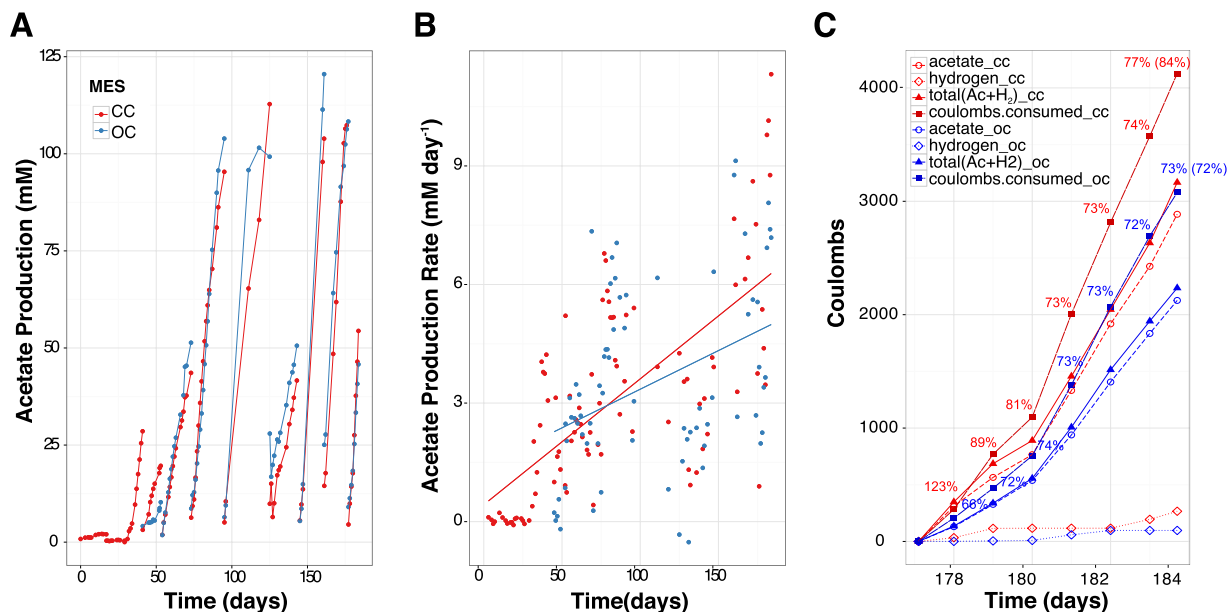 A
B
C
125
100
75
50
25
0
0
50
100
150
Acetate Production (mM)
Time (days)
MES
CC
OC
9
6
3
0
0
50
100
150
Acetate Production Rate (mM day⁻¹)
Time(days)
4000
3000
2000
1000
0
178
180
182
184
Coulombs
Time (days)
acetate_cc
hydrogen_cc
total(Ac+H₂)_cc
coulombs.consumed_cc
acetate_oc
hydrogen_oc
total(Ac+H2)_oc
coulombs.consumed_oc
77% (84%)
74%
73%
73%
81%
89%
123%
73% (72%)
72%
73%
73%
74%
72%
66%